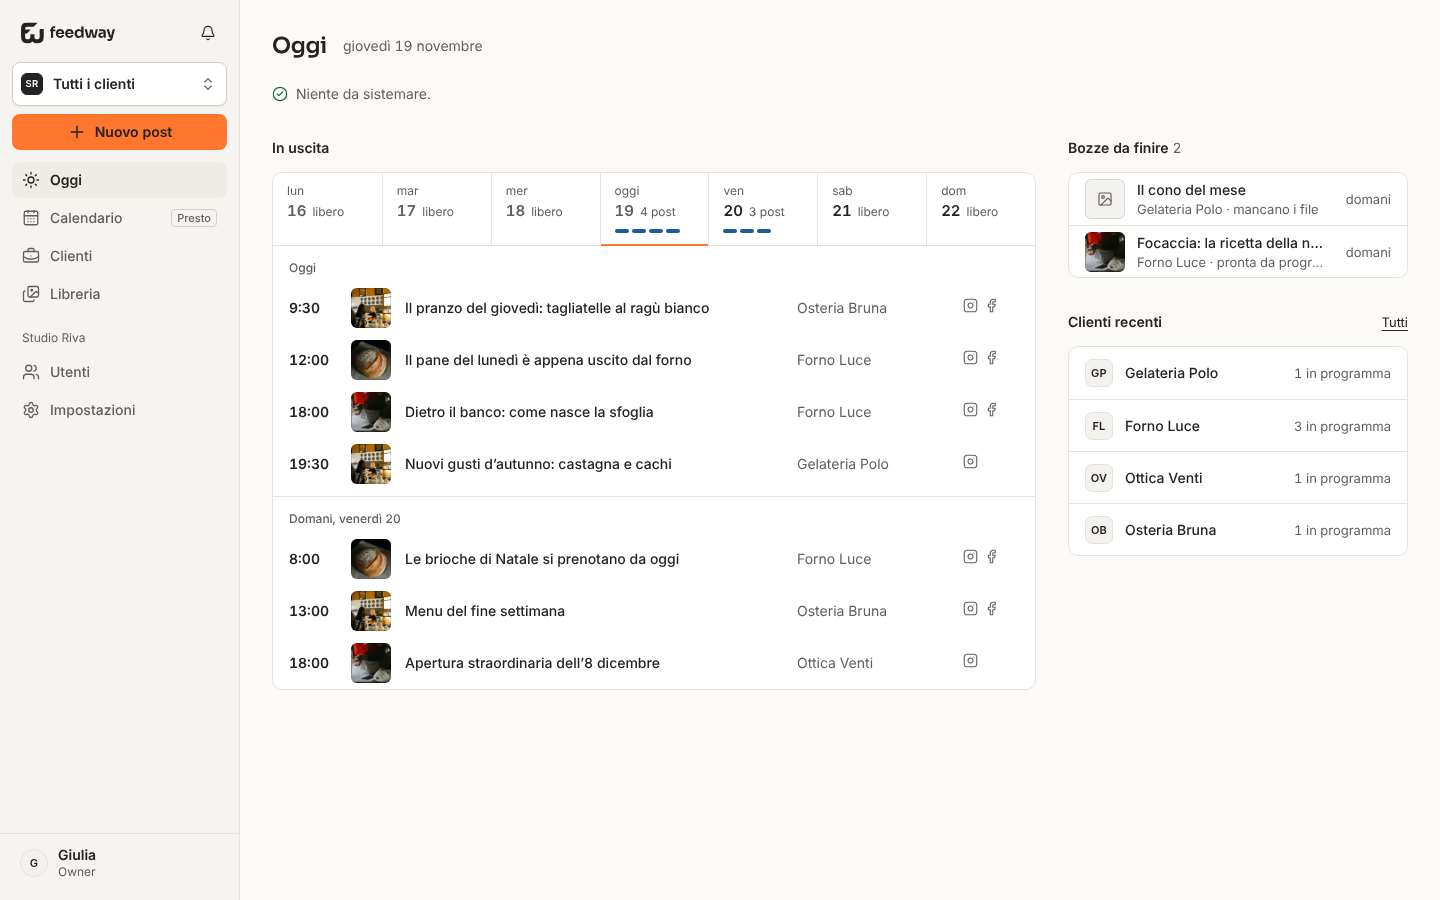 feedway
SR Tutti i clienti
Nuovo post
Oggi
Calendario Presto
Clienti
Libreria
Studio Riva
Utenti
Impostazioni
G Giulia
Owner
Oggi giovedì 19 novembre
Niente da sistemare.
In uscita
lun mar mer oggi ven sab dom
16 libero 17 libero 18 libero 19 4 post 20 3 post 21 libero 22 libero
Oggi
9:30 Il pranzo del giovedì: tagliatelle al ragù bianco Osteria Bruna
12:00 Il pane del lunedì è appena uscito dal forno Forno Luce
18:00 Dietro il banco: come nasce la sfoglia Forno Luce
19:30 Nuovi gusti d’autunno: castagna e cachi Gelateria Polo
Domani, venerdì 20
8:00 Le brioche di Natale si prenotano da oggi Forno Luce
13:00 Menu del fine settimana Osteria Bruna
18:00 Apertura straordinaria dell’8 dicembre Ottica Venti
Bozze da finire 2
Il cono del mese
Gelateria Polo · mancano i file domani
Focaccia: la ricetta della n…
Forno Luce · pronta da progr… domani
Clienti recenti Tutti
GP Gelateria Polo 1 in programma
FL Forno Luce 3 in programma
OV Ottica Venti 1 in programma
OB Osteria Bruna 1 in programma